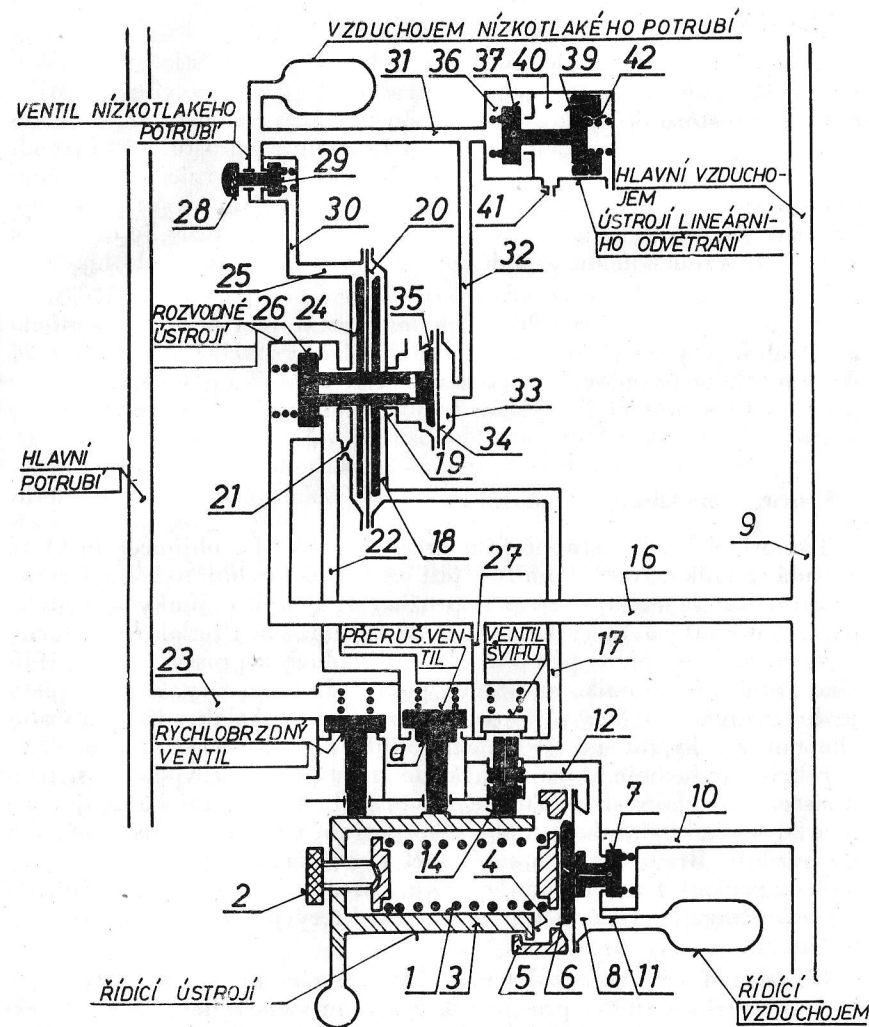 VZDUCHOJEM NÍZKOTLAKÉHO POTRUBÍ
31 36 37 40 39 42
VENTIL NÍZKOTLAKÉHO
POTRUBÍ
29
28
30
20
41
HLAVNÍ VZDUCHO-
JEM
ÚSTROJÍ LINEÁRNÍ-
HO ODVĚTRÁNÍ
25
32
35
ROZVODNÉ
ÚSTROJÍ
26 24
33
34
19
HLAVNÍ
POTRUBÍ
21
18
22
27
9
16
PŘERUŠ.VEN-
TIL
VENTIL
ŠVIHU
17
23
RYCHLOBRZDNÝ
VENTIL
a
12
7
10
2
14
4
1 3 5 6 8 11
ŘÍDÍCÍ ÚSTROJÍ
ŘÍDÍCÍ
VZDUCHOJEM